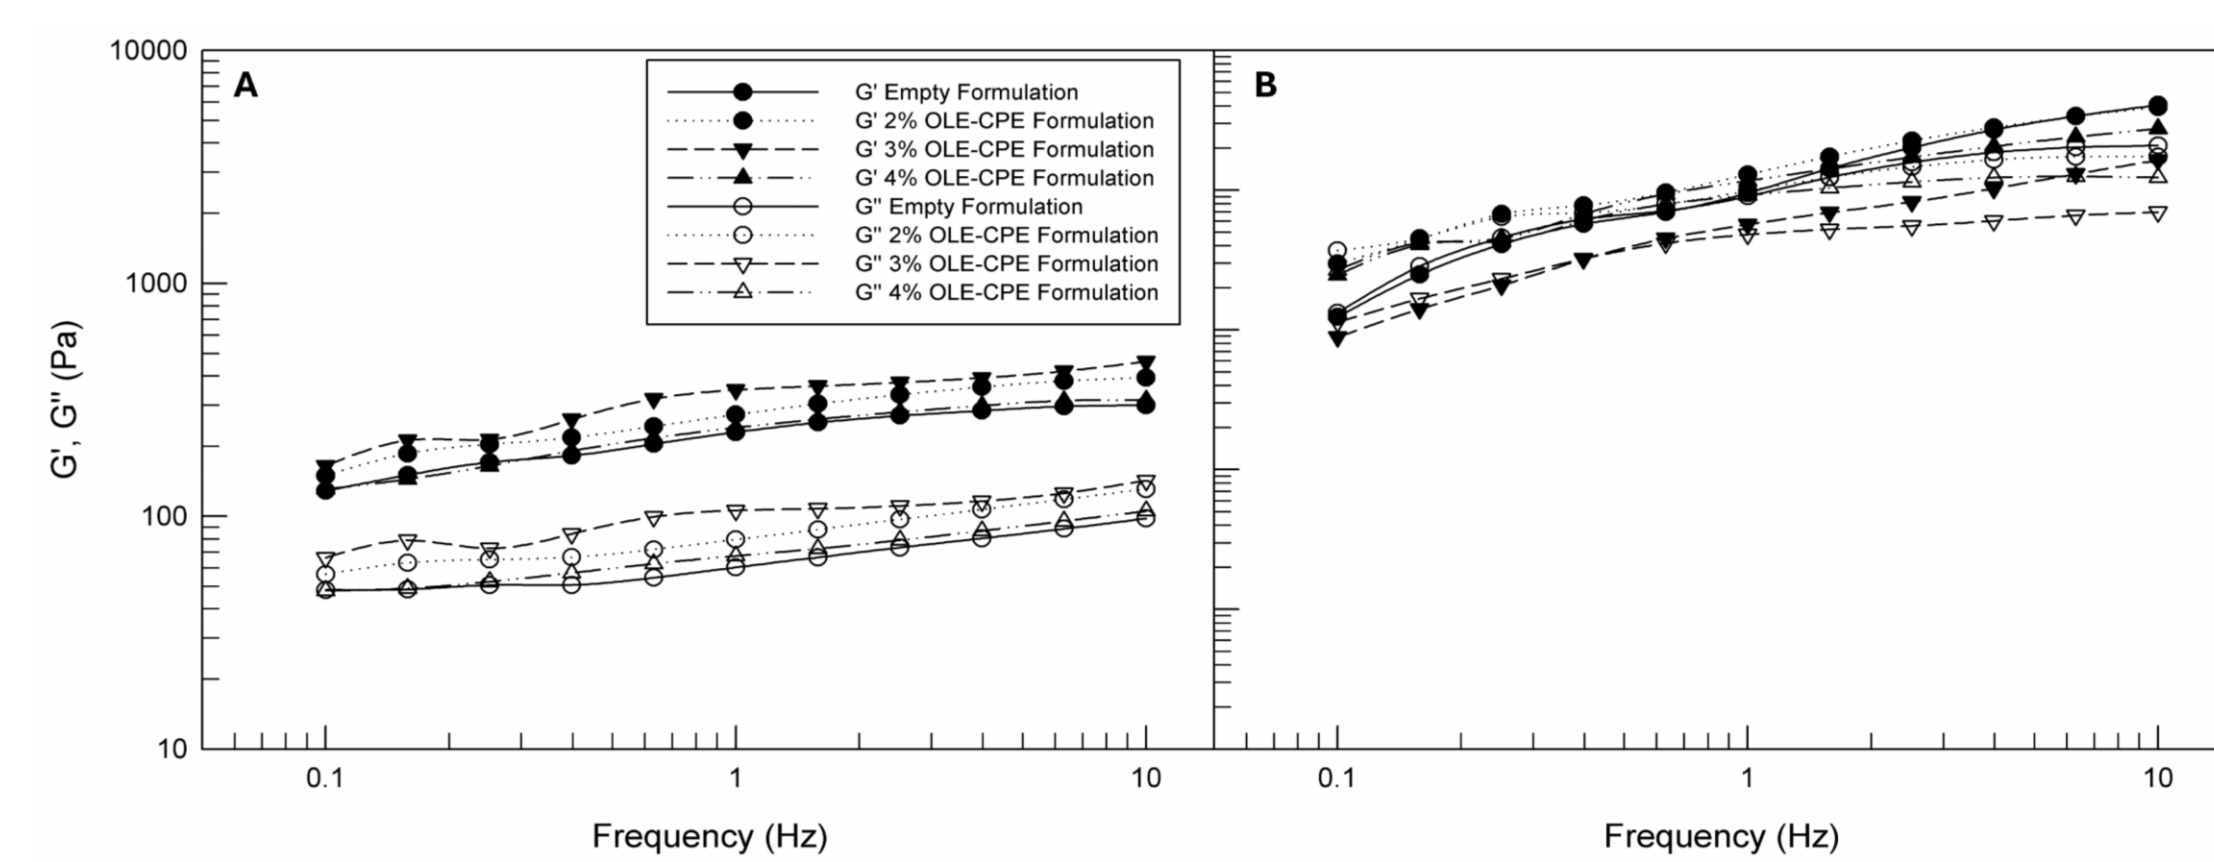 10000
A
B
G' Empty Formulation
G' 2% OLE-CPE Formulation
G' 3% OLE-CPE Formulation
G' 4% OLE-CPE Formulation
G" Empty Formulation
G" 2% OLE-CPE Formulation
G" 3% OLE-CPE Formulation
G" 4% OLE-CPE Formulation
1000
G', G" (Pa)
100
10
0.1 1 10
0.1 1 10
Frequency (Hz)
Frequency (Hz)